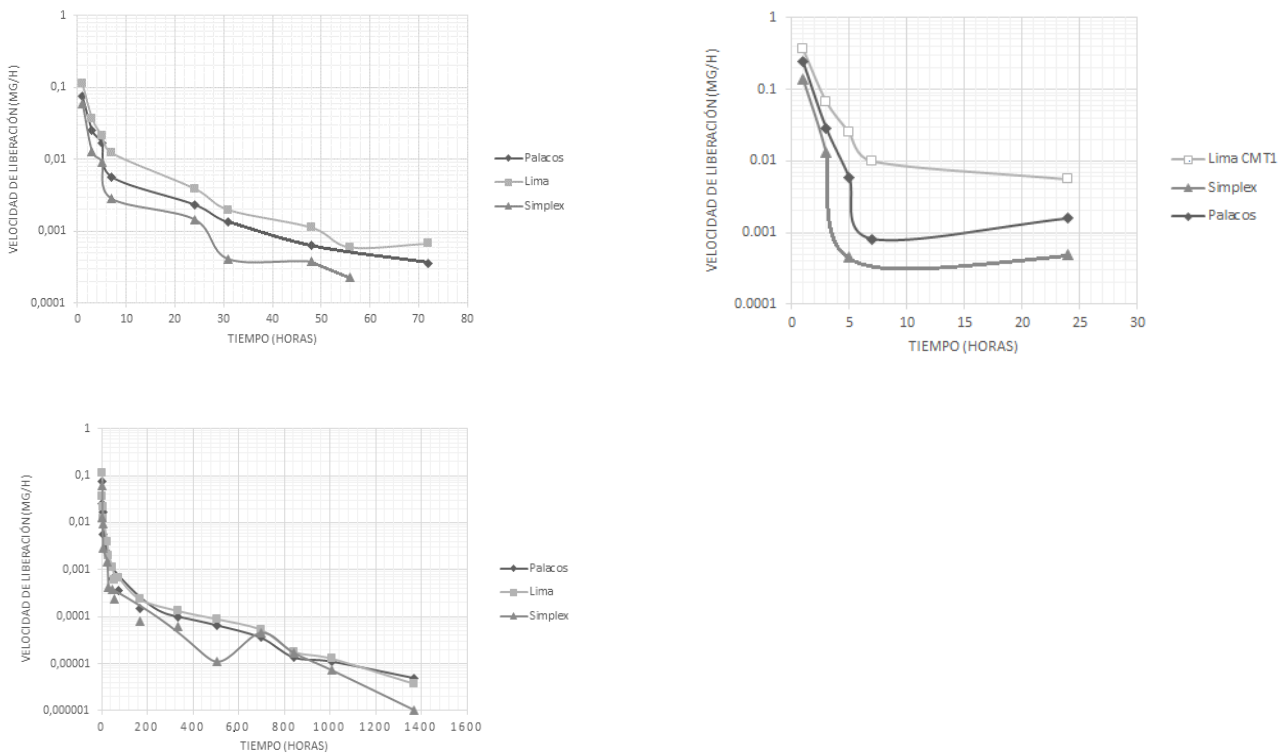 VELOCIDAD DE LIBERACIÓN (MG/H)
1
0,1
0,01
0,001
0,0001
0 10 20 30 40 50 60 70 80
TIEMPO (HORAS)
Palacos
Lima
Simplex
VELOCIDAD DE LIBERACIÓN (MG/H)
1
0.1
0.01
0.001
0.0001
0 5 10 15 20 25 30
TIEMPO (HORAS)
Lima CMT1
Simplex
Palacos
VELOCIDAD DE LIBERACIÓN (MG/H)
1
0,1
0,01
0,001
0,0001
0,00001
0,000001
0 200 400 600 800 1000 1200 1400 1600
TIEMPO (HORAS)
Palacos
Lima
Simplex